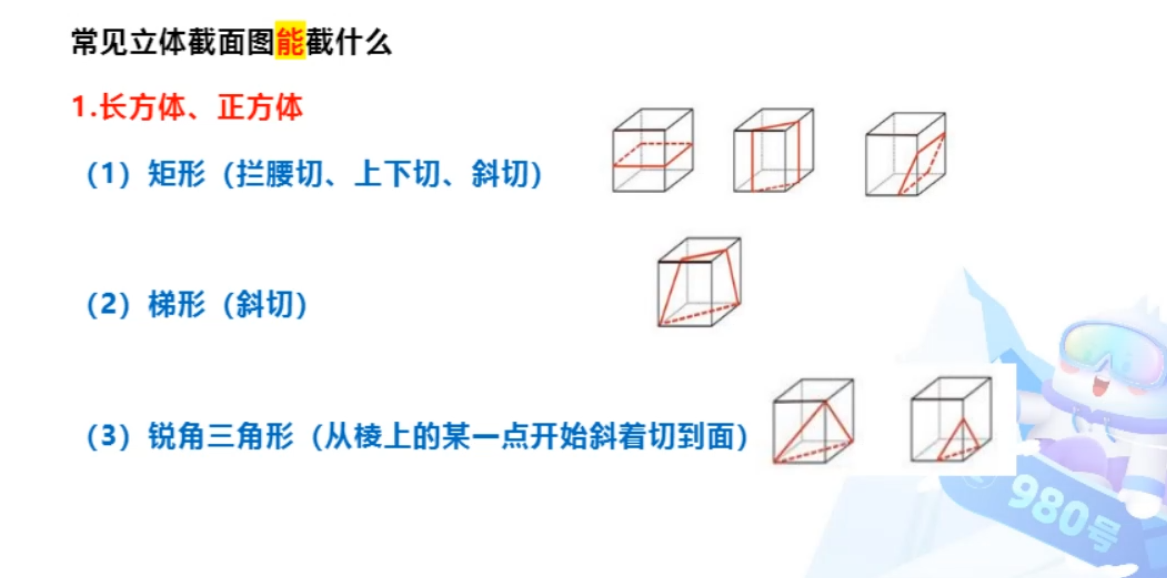 常见立体截面图能截什么
1.长方体、正方体
（1）矩形（拦腰切、上下切、斜切）
（2）梯形（斜切）
（3）锐角三角形（从棱上的某一点开始斜着切到面）
980号